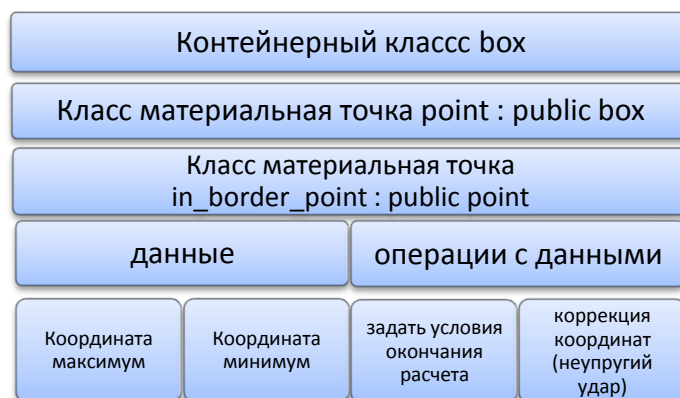 Контейнерный классс box
Класс материальная точка point : public box
Класс материальная точка
in_border_point : public point
данные
операции с данными
Координата
максимум
Координата
минимум
задать условия
окончания
расчета
коррекция
координат
(неупругий
удар)